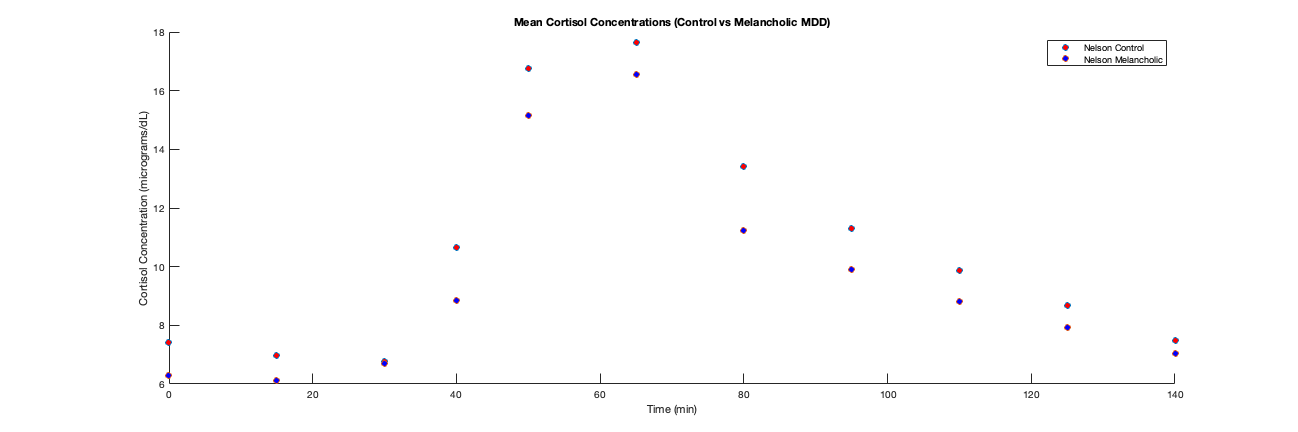 Mean Cortisol Concentrations (Control vs Melancholic MDD)
Nelson Control
Nelson Melancholic
Cortisol Concentration (micrograms/dL)
18
16
14
12
10
8
6
0 20 40 60 80 100 120 140
Time (min)